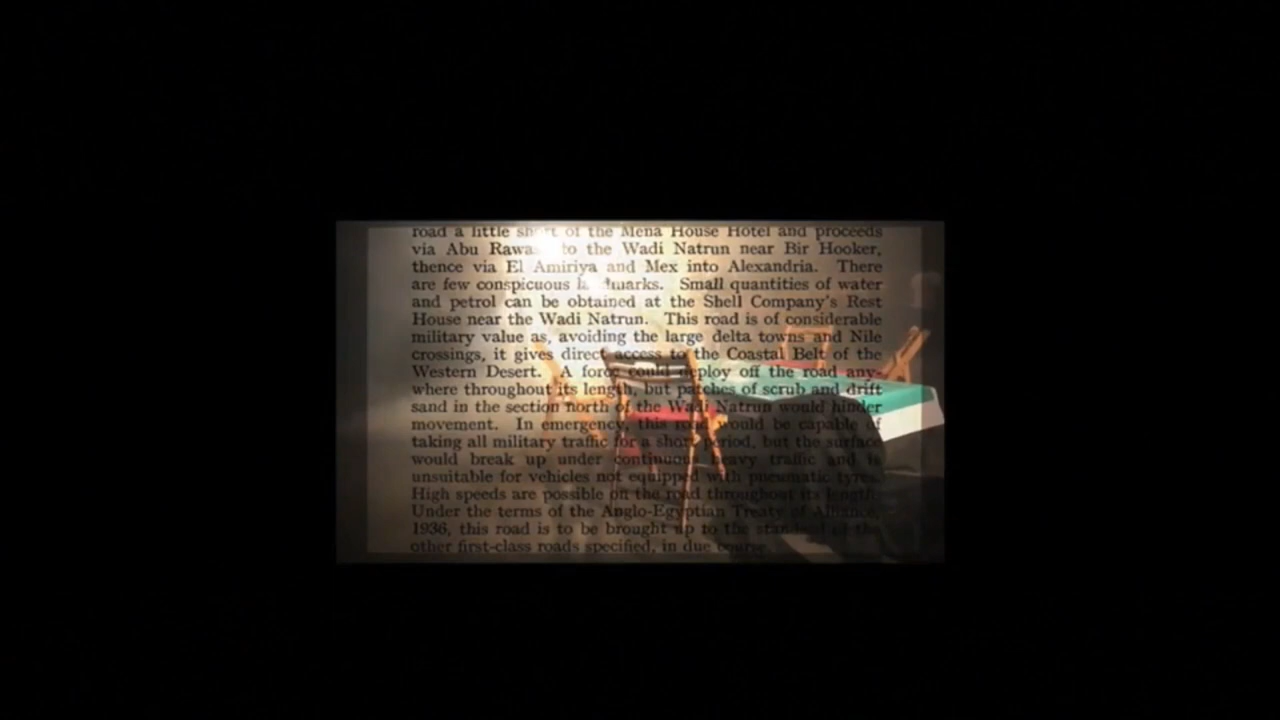 road a little short of the Mena House Hotel and proceeds
via Abu Rawash to the Wadi Natrun near Bir Hooker,
thence via El Amiriya and Mex into Alexandria. There
are few conspicuous landmarks. Small quantities of water
and petrol can be obtained at the Shell Company's Rest
House near the Wadi Natrun. This road is of considerable
military value as, avoiding the large delta towns and Nile
crossings, it gives direct access to the Coastal Belt of the
Western Desert. A force could deploy off the road any-
where throughout its length, but patches of scrub and drift
sand in the section north of the Wadi Natrun would hinder
movement. In emergency, this road would be capable of
taking all military traffic for a short period, but the surface
would break up under continuous heavy traffic and is
unsuitable for vehicles not equipped with pneumatic tyres.
High speeds are possible on the road throughout its length.
Under the terms of the Anglo-Egyptian Treaty of Alliance,
1936, this road is to be brought up to the standard of the
other first-class roads specified, in due course.